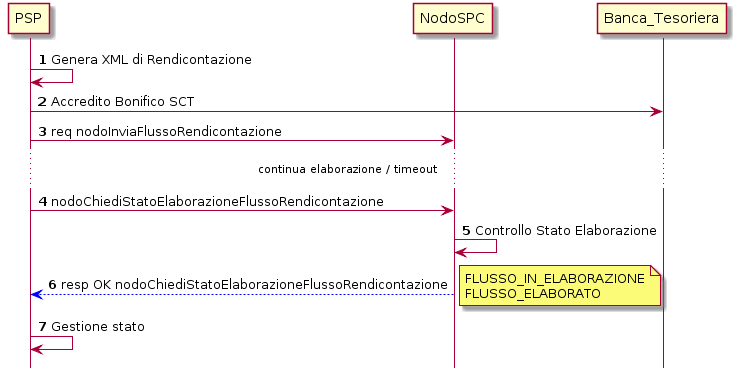 PSP
NodoSPC
Banca_Tesoriera
1 Genera XML di Rendicontazione
2 Accredito Bonifico SCT
3 req nodoInviaFlussoRendicontazione
continua elaborazione / timeout
4 nodoChiediStatoElaborazioneFlussoRendicontazione
5 Controllo Stato Elaborazione
6 resp OK nodoChiediStatoElaborazioneFlussoRendicontazione
FLUSSO_IN_ELABORAZIONE
FLUSSO_ELABORATO
7 Gestione stato